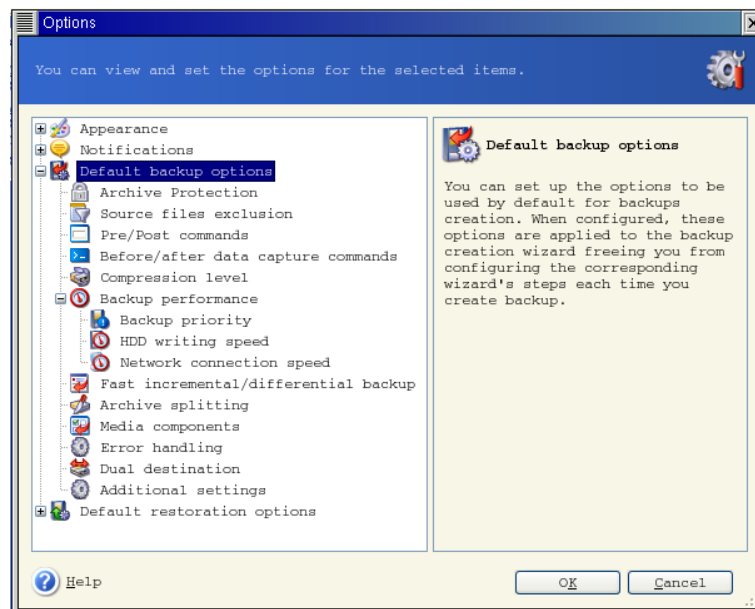 Options
You can view and set the options for the selected items.
Appearance
Notifications
Default backup options
Archive Protection
Source files exclusion
Pre/Post commands
Before/after data capture commands
Compression level
Backup performance
Backup priority
HDD writing speed
Network connection speed
Fast incremental/differential backup
Archive splitting
Media components
Error handling
Dual destination
Additional settings
Default restoration options
Default backup options
You can set up the options to be
used by default for backups
creation. When configured, these
options are applied to the backup
creation wizard freeing you from
configuring the corresponding
wizard's steps each time you
create backup.
Help
OK
Cancel